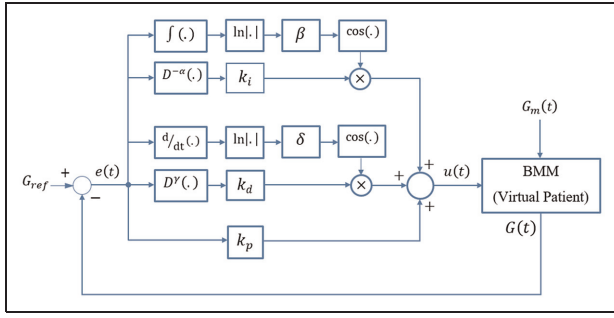 ∫(.) ln|.| β cos(.)
D^{-α}(.) k_i ×
G_m(t)
d/dt(.) ln|.| δ cos(.)
G_ref + − e(t) D^γ(.) k_d × + + + u(t) BMM
(Virtual Patient)
G(t)
k_p